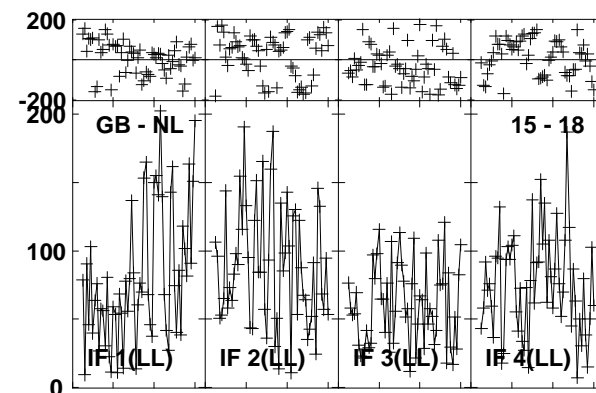 200
-200
200
GB - NL
15 - 18
100
IF 1(LL)
IF 2(LL)
IF 3(LL)
IF 4(LL)
0